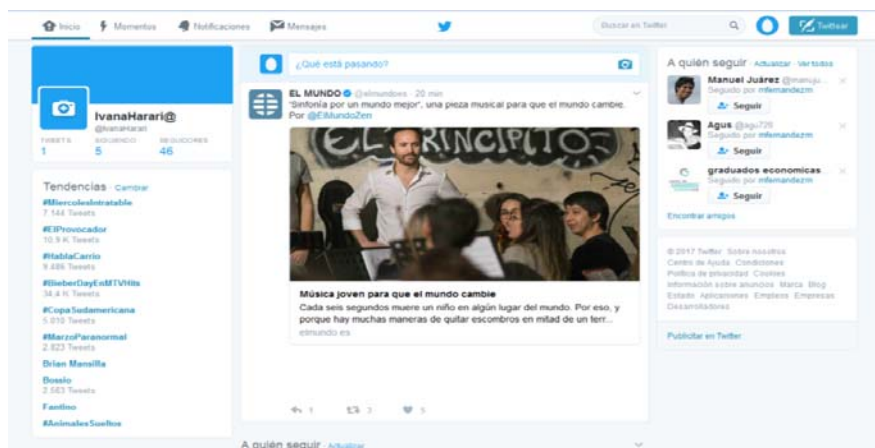 Inicio Momentos Notificaciones Mensajes Buscar en Twitter Twittear
IvanaHarari@
@IvanaHarari
TWEETS SIGUIENDO SEGUIDORES
1 5 46
Tendencias · Cambiar
#MiercolesIntratable
7.144 Tweets
#ElProvocador
10.9 K Tweets
#HablaCarrio
9.486 Tweets
#BieberDayEnMTVHits
34.4 K Tweets
#CopaSudamericana
5.010 Tweets
#MarzoParanormal
2.823 Tweets
Brian Mansilla
Bossio
2.563 Tweets
Fantino
#AnimalesSueltos
¿Qué está pasando?
EL MUNDO @elmundoes · 20 min
"Sinfonía por un mundo mejor", una pieza musical para que el mundo cambie.
Por @ElMundoZen
EL PRINCIPITO
Música joven para que el mundo cambie
Cada seis segundos muere un niño en algún lugar del mundo. Por eso, y
porque hay muchas maneras de quitar escombros en mitad de un terr...
elmundo.es
1 3 5
A quién seguir · Actualizar
A quién seguir · Actualizar · Ver todos
Manuel Juárez @manuju...
Seguido por mfernandezm
Seguir
Agus @agu728
Seguido por mfernandezm
Seguir
graduados economicas
Seguido por mfernandezm
Seguir
Encontrar amigos
© 2017 Twitter Sobre nosotros
Centro de Ayuda Condiciones
Política de privacidad Cookies
Información sobre anuncios Marca Blog
Estado Aplicaciones Empleos Empresas
Desarrolladores
Publicitar en Twitter